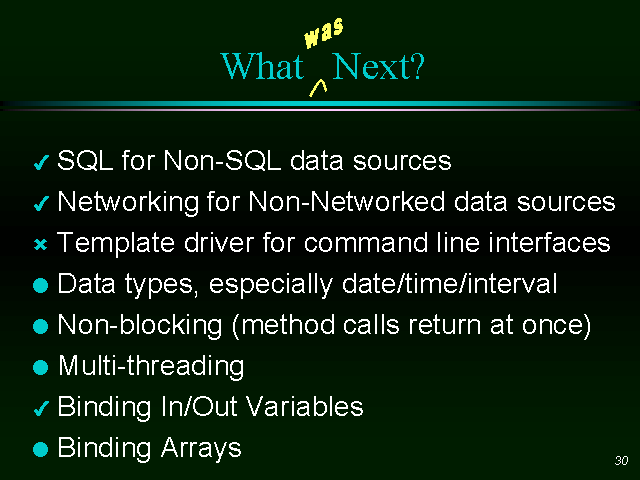 was
What Next?
✓ SQL for Non-SQL data sources
✓ Networking for Non-Networked data sources
✖ Template driver for command line interfaces
● Data types, especially date/time/interval
● Non-blocking (method calls return at once)
● Multi-threading
✓ Binding In/Out Variables
● Binding Arrays
30